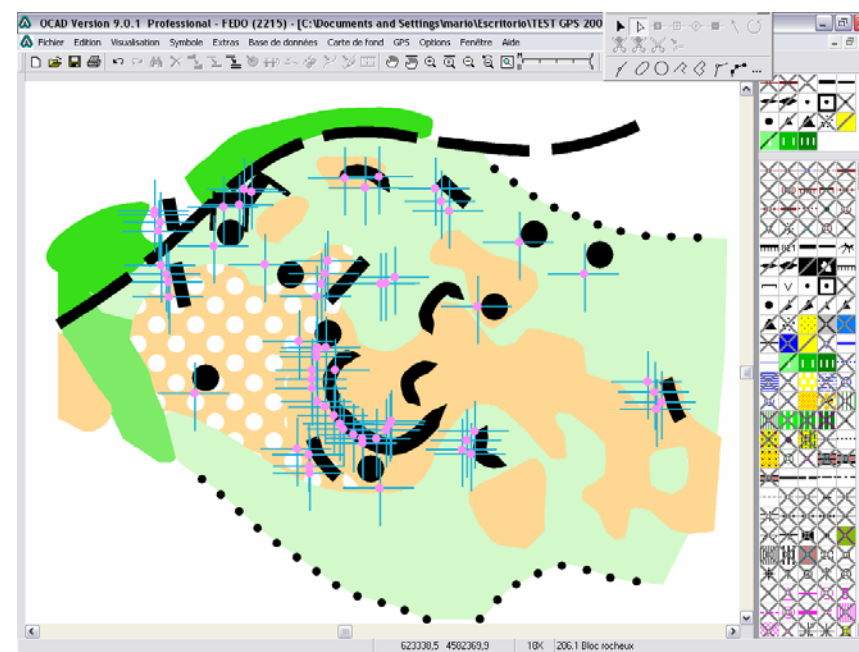 OCAD Version 9.0.1 Professional - FEDO (2215) - [C:\Documents and Settings\mario\Escritorio\TEST GPS 200
Fichier Edition Visualisation Symbole Extras Base de données Carte de fond GPS Options Fenêtre Aide
623338,5 4582369,9 18X 206.1 Bloc rocheux